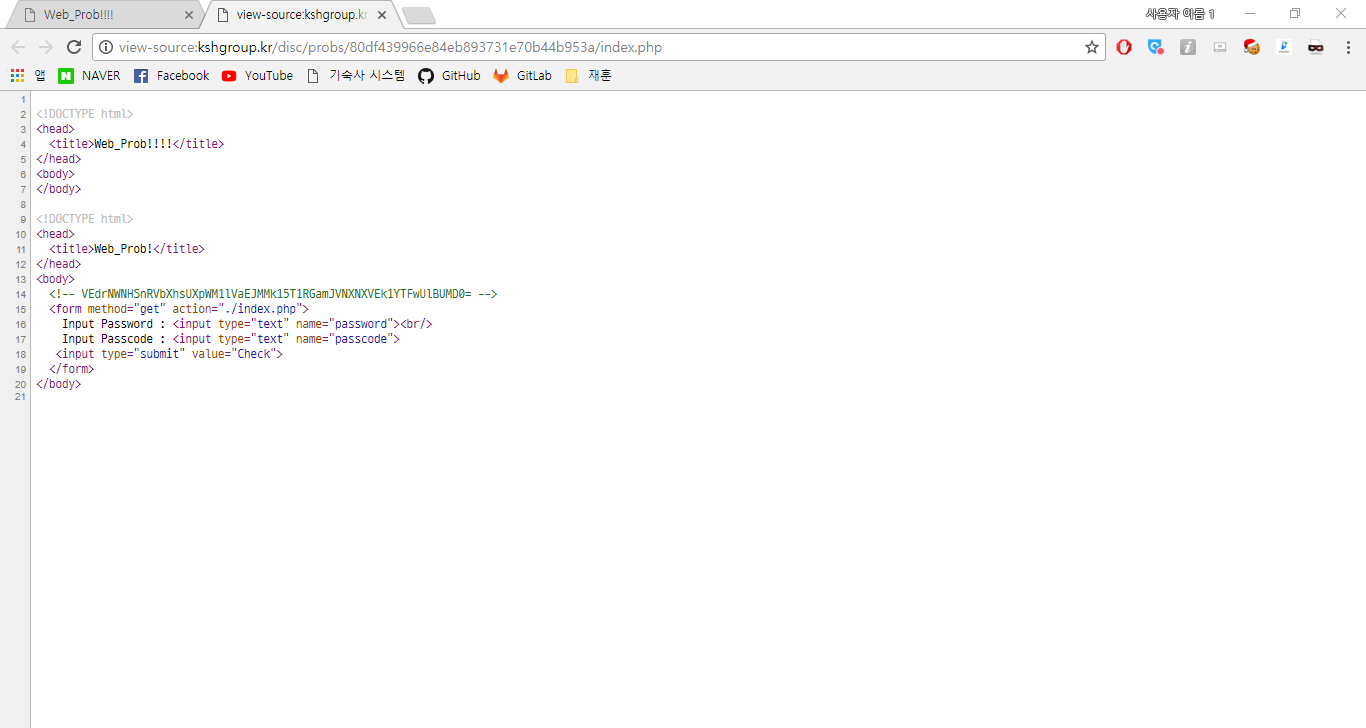 Web_Prob!!!!
view-source:kshgroup.kr
사용자 이름 1
view-source:kshgroup.kr/disc/probs/80df439966e84eb893731e70b44b953a/index.php
앱 NAVER Facebook YouTube 기숙사 시스템 GitHub GitLab 재훈
1
2 <!DOCTYPE html>
3 <head>
4 <title>Web_Prob!!!!</title>
5 </head>
6 <body>
7 </body>
8
9 <!DOCTYPE html>
10 <head>
11 <title>Web_Prob!</title>
12 </head>
13 <body>
14 <!-- VEdrNWNHSnRVbXhsUXpWM1lVaEJMMk15T1RGamJVNXNXVEk1YTFwUlBUMD0= -->
15 <form method="get" action="./index.php">
16 Input Password : <input type="text" name="password"><br/>
17 Input Passcode : <input type="text" name="passcode">
18 <input type="submit" value="Check">
19 </form>
20 </body>
21